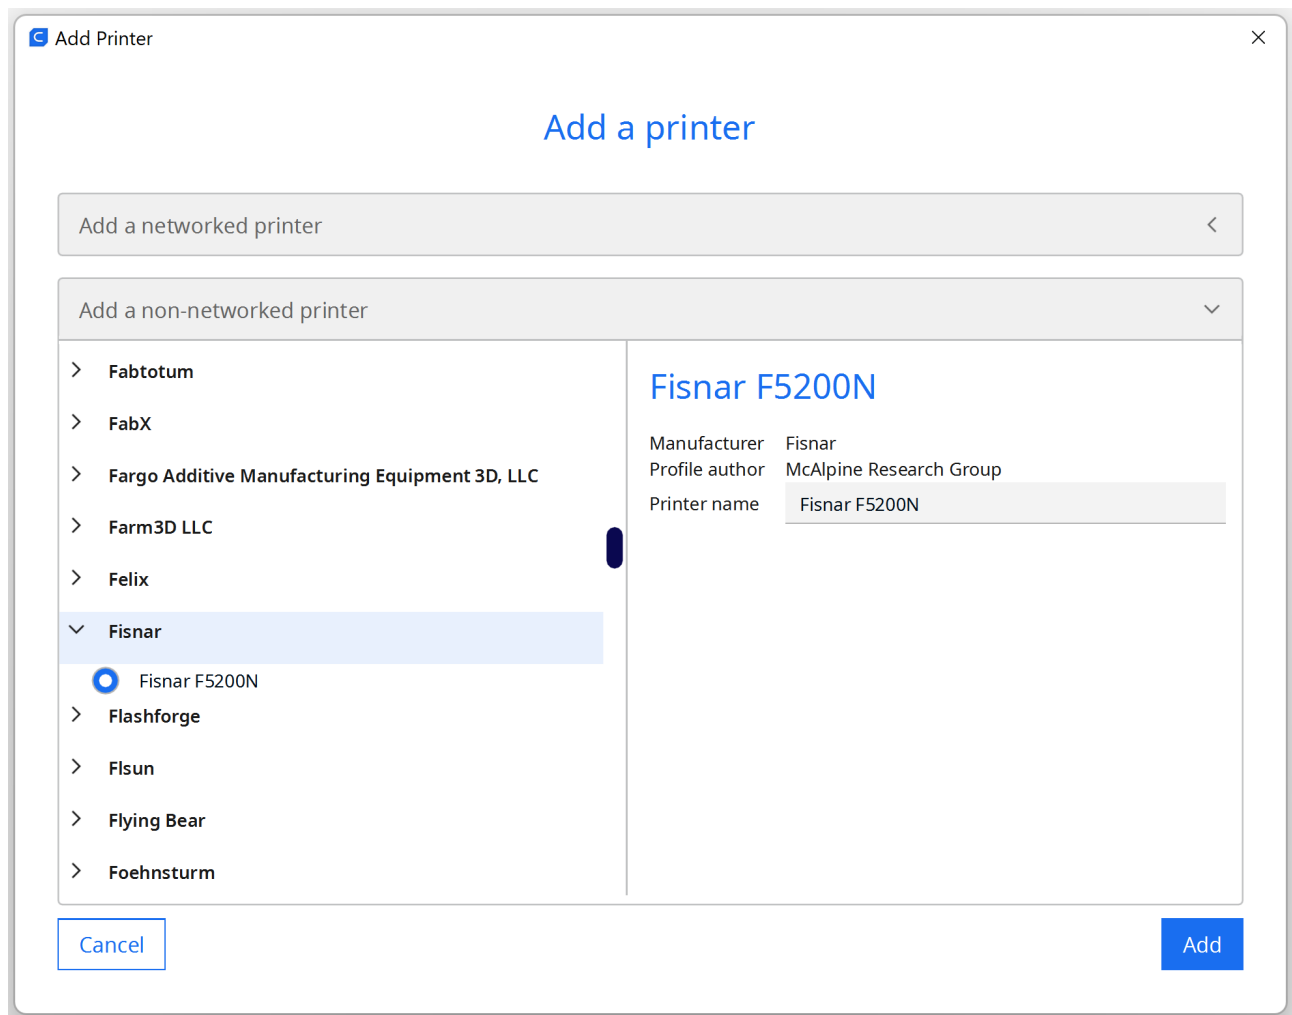 Add Printer
Add a printer
Add a networked printer
Add a non-networked printer
Fabtotum
FabX
Fargo Additive Manufacturing Equipment 3D, LLC
Farm3D LLC
Felix
Fisnar
Fisnar F5200N
Flashforge
Flsun
Flying Bear
Foehnsturm
Fisnar F5200N
Manufacturer Fisnar
Profile author McAlpine Research Group
Printer name Fisnar F5200N
Cancel
Add